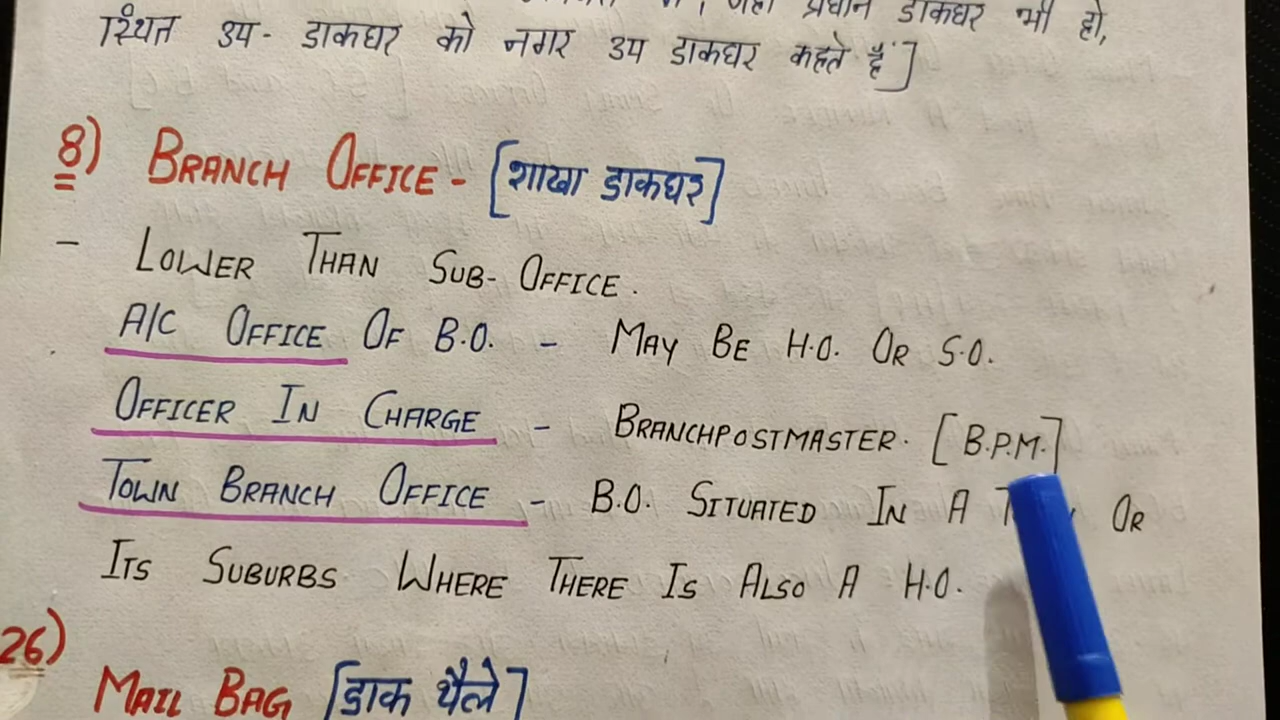 प्रधान डाकघर भी हो,
स्थित उप- डाकघर को नगर उप डाकघर कहते हैं]
8) BRANCH OFFICE - [शाखा डाकघर]
- LOWER THAN SUB-OFFICE.
A/C OFFICE OF B.O. - MAY BE H.O. OR S.O.
OFFICER IN CHARGE - BRANCHPOSTMASTER. [B.P.M.]
TOWN BRANCH OFFICE - B.O. SITUATED IN A OR
ITS SUBURBS WHERE THERE IS ALSO A H.O.
26)
MAIL BAG [डाक थैले]